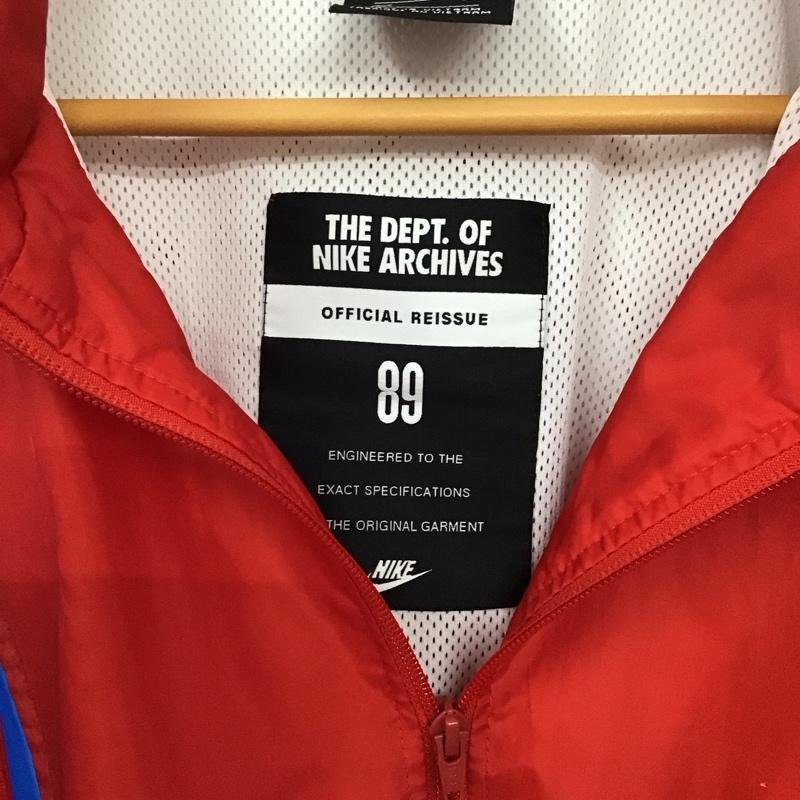 THE DEPT. OF
NIKE ARCHIVES
OFFICIAL REISSUE
89
ENGINEERED TO THE
EXACT SPECIFICATIONS
THE ORIGINAL GARMENT
NIKE